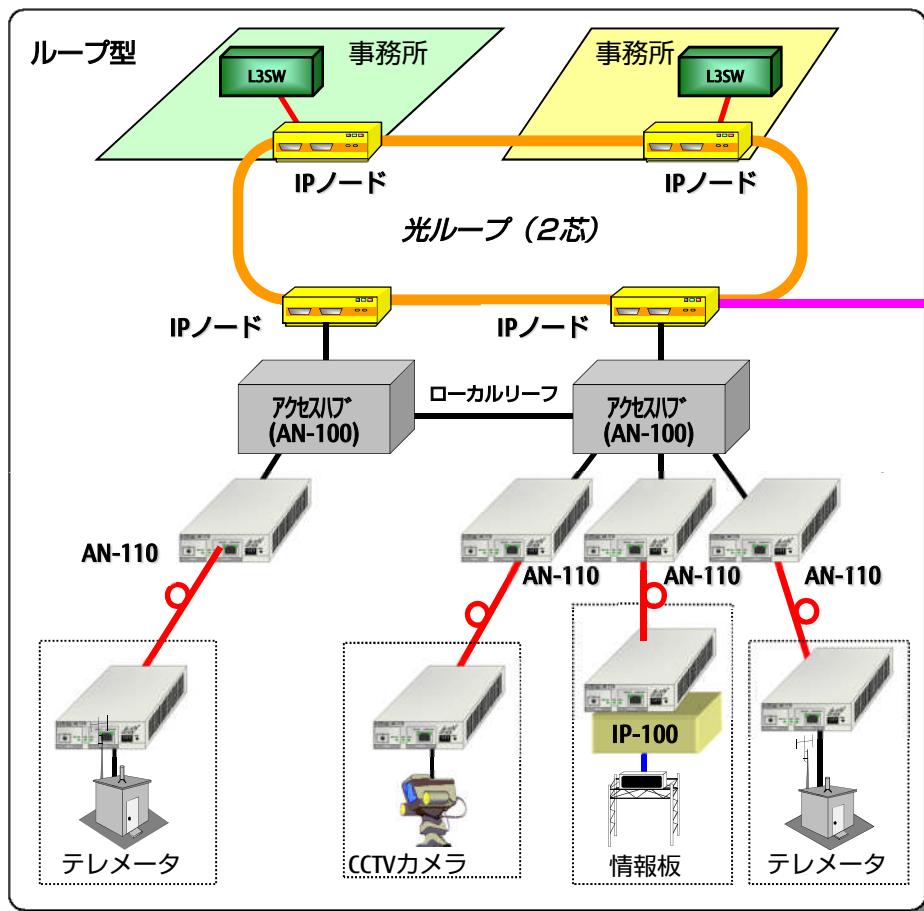 ループ型
事務所
事務所
L3SW
L3SW
IPノード
IPノード
光ループ（2芯）
IPノード
IPノード
ローカルリーフ
アクセスハブ
(AN-100)
アクセスハブ
(AN-100)
AN-110
AN-110
AN-110
AN-110
IP-100
テレメータ
CCTVカメラ
情報板
テレメータ